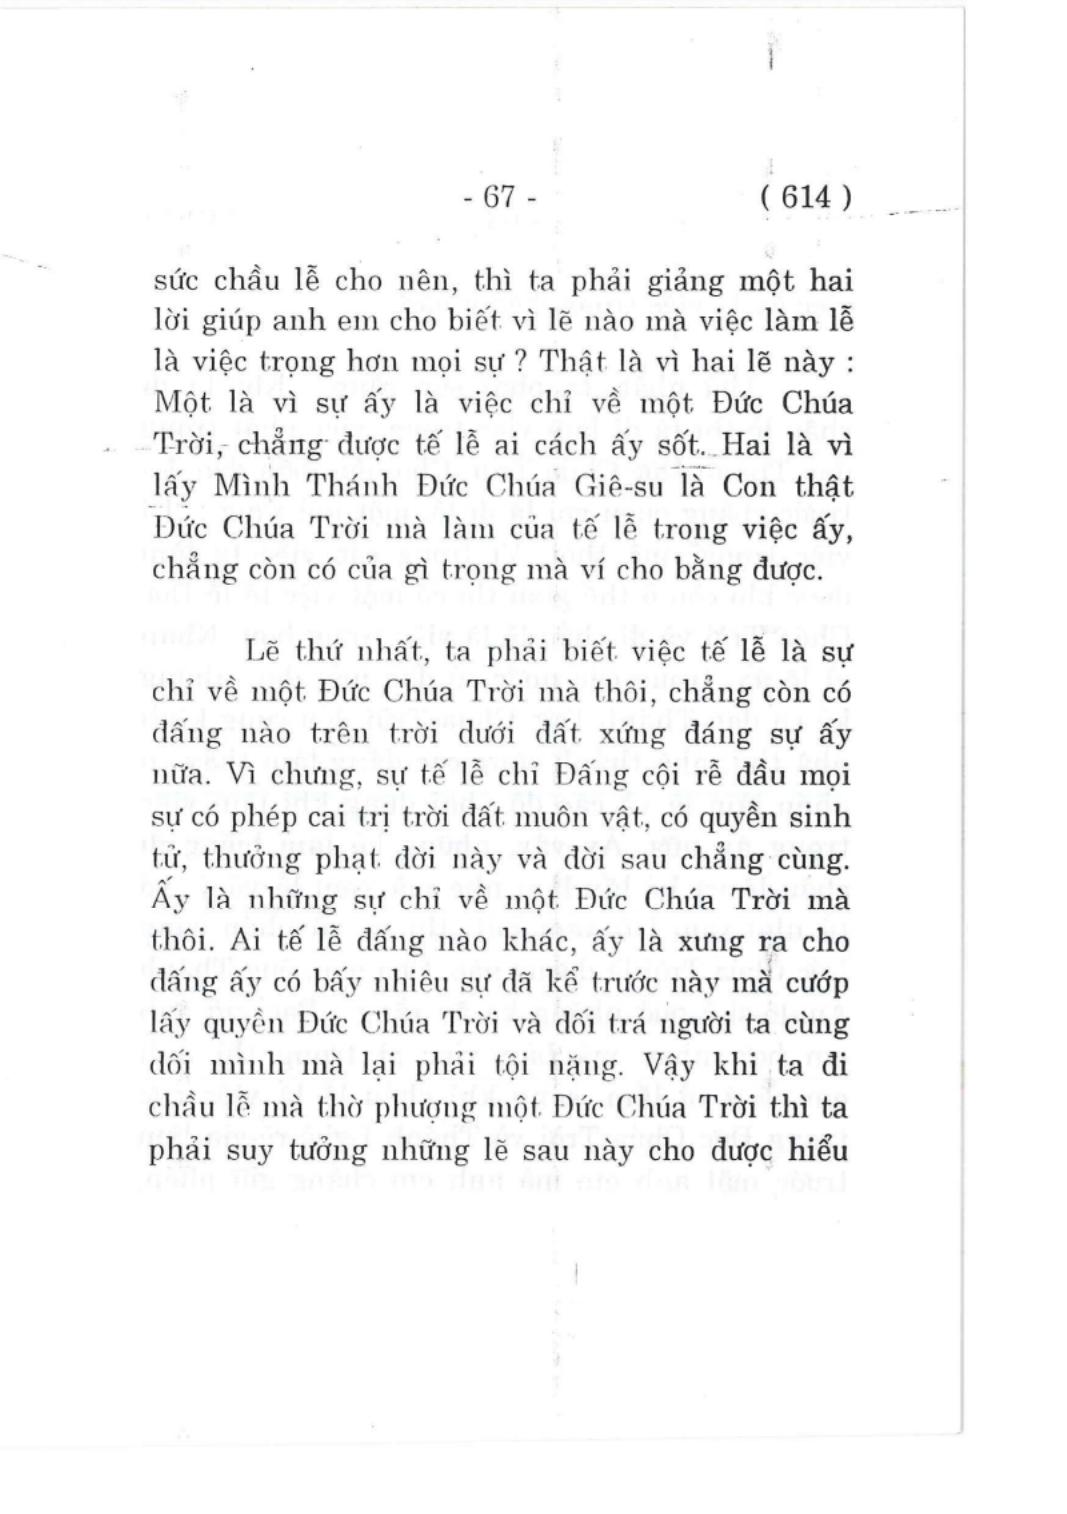 - 67 - ( 614 )
sức chầu lễ cho nên, thì ta phải giảng một hai
lời giúp anh em cho biết vì lẽ nào mà việc làm lễ
là việc trọng hơn mọi sự ? Thật là vì hai lẽ này :
Một là vì sự ấy là việc chỉ về một Đức Chúa
Trời, chẳng được tế lễ ai cách ấy sốt. Hai là vì
lấy Mình Thánh Đức Chúa Giê-su là Con thật
Đức Chúa Trời mà làm của tế lễ trong việc ấy,
chẳng còn có của gì trọng mà ví cho bằng được.
Lẽ thứ nhất, ta phải biết việc tế lễ là sự
chỉ về một Đức Chúa Trời mà thôi, chẳng còn có
đấng nào trên trời dưới đất xứng đáng sự ấy
nữa. Vì chưng, sự tế lễ chỉ Đấng cội rễ đầu mọi
sự có phép cai trị trời đất muôn vật, có quyền sinh
tử, thưởng phạt đời này và đời sau chẳng cùng.
Ấy là những sự chỉ về một Đức Chúa Trời mà
thôi. Ai tế lễ đấng nào khác, ấy là xưng ra cho
đấng ấy có bấy nhiêu sự đã kể trước này mà cướp
lấy quyền Đức Chúa Trời và dối trá người ta cùng
dối mình mà lại phải tội nặng. Vậy khi ta đi
chầu lễ mà thờ phượng một Đức Chúa Trời thì ta
phải suy tưởng những lẽ sau này cho được hiểu